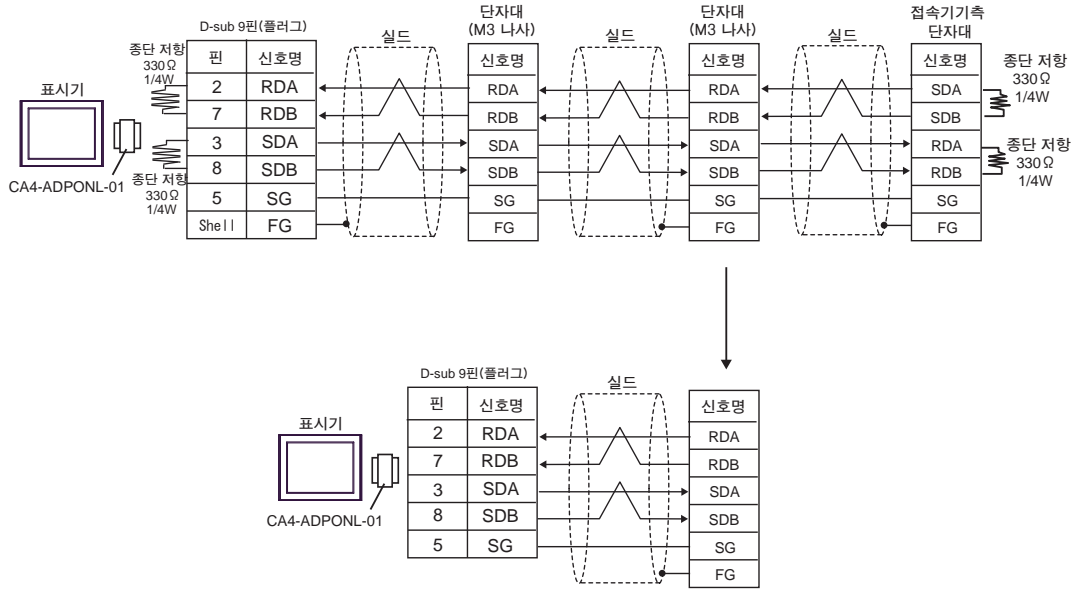 D-sub 9핀(플러그)
실드
단자대
(M3 나사)
실드
단자대
(M3 나사)
실드
접속기기측
단자대
종단 저항
330Ω
1/4W
핀 신호명
2 RDA
7 RDB
3 SDA
8 SDB
5 SG
Shell FG
종단 저항
330Ω
1/4W
표시기
CA4-ADPONL-01
신호명
RDA
RDB
SDA
SDB
SG
FG
신호명
RDA
RDB
SDA
SDB
SG
FG
신호명
SDA
SDB
RDA
RDB
SG
FG
종단 저항
330Ω
1/4W
종단 저항
330Ω
1/4W
D-sub 9핀(플러그)
실드
표시기
CA4-ADPONL-01
핀 신호명
2 RDA
7 RDB
3 SDA
8 SDB
5 SG
신호명
RDA
RDB
SDA
SDB
SG
FG